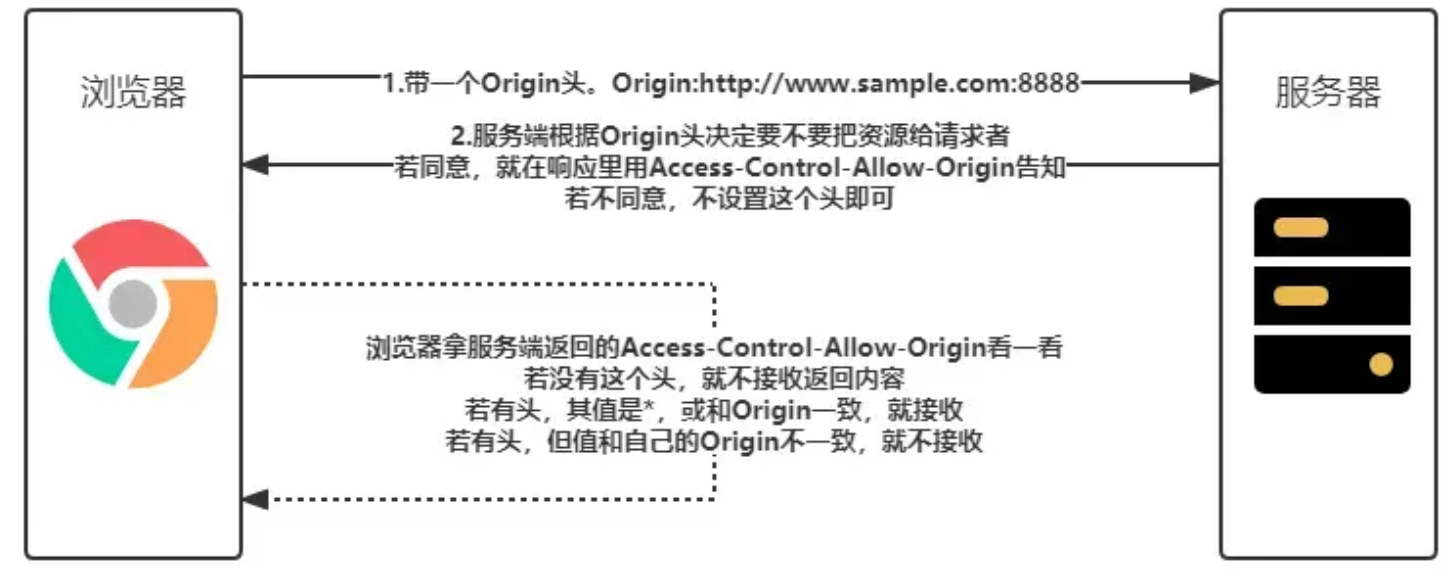 浏览器
1.带一个Origin头。Origin:http://www.sample.com:8888
服务器
2.服务端根据Origin头决定要不要把资源给请求者
若同意，就在响应里用Access-Control-Allow-Origin告知
若不同意，不设置这个头即可
浏览器拿服务端返回的Access-Control-Allow-Origin看一看
若没有这个头，就不接收返回内容
若有头，其值是*，或和Origin一致，就接收
若有头，但值和自己的Origin不一致，就不接收